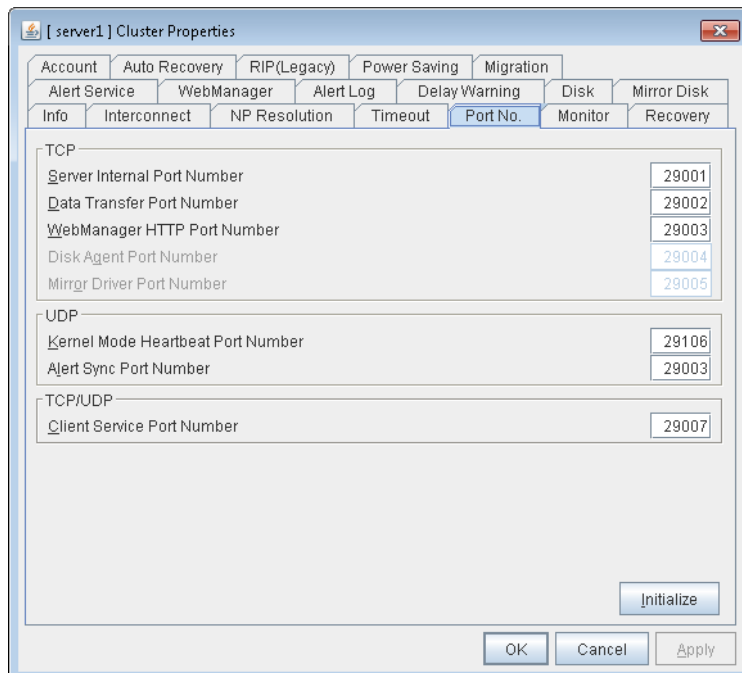 [ server1 ] Cluster Properties
Account Auto Recovery RIP(Legacy) Power Saving Migration
Alert Service WebManager Alert Log Delay Warning Disk Mirror Disk
Info Interconnect NP Resolution Timeout Port No. Monitor Recovery
TCP
Server Internal Port Number 29001
Data Transfer Port Number 29002
WebManager HTTP Port Number 29003
Disk Agent Port Number 29004
Mirror Driver Port Number 29005
UDP
Kernel Mode Heartbeat Port Number 29106
Alert Sync Port Number 29003
TCP/UDP
Client Service Port Number 29007
Initialize
OK Cancel Apply